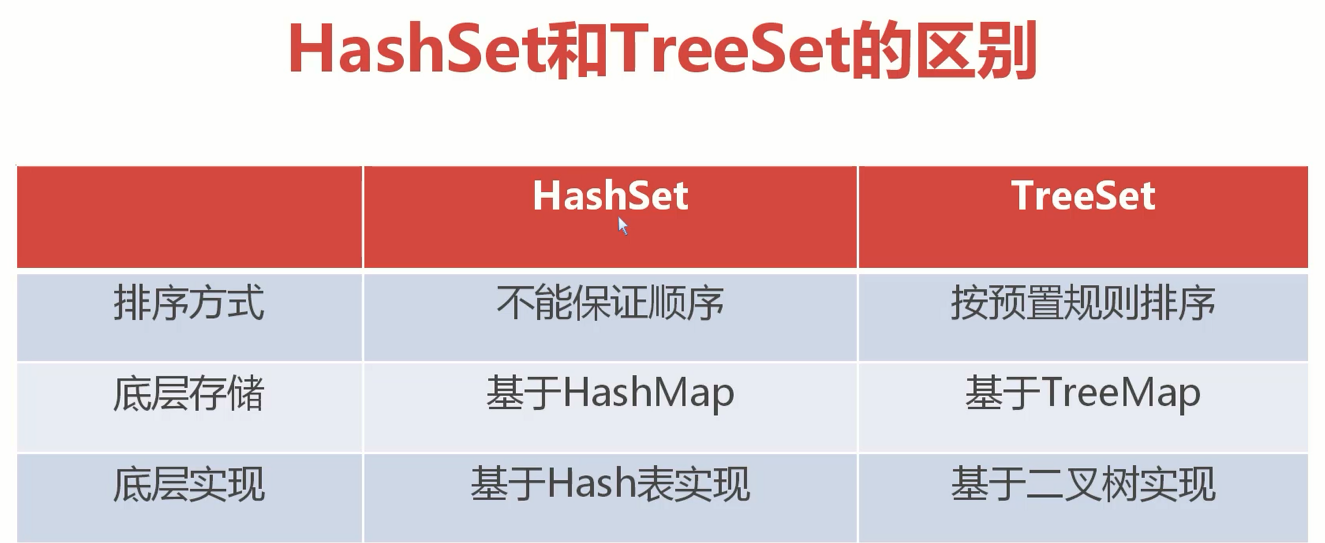 HashSet和TreeSet的区别
HashSet TreeSet
排序方式 不能保证顺序 按预置规则排序
底层存储 基于HashMap 基于TreeMap
底层实现 基于Hash表实现 基于二叉树实现